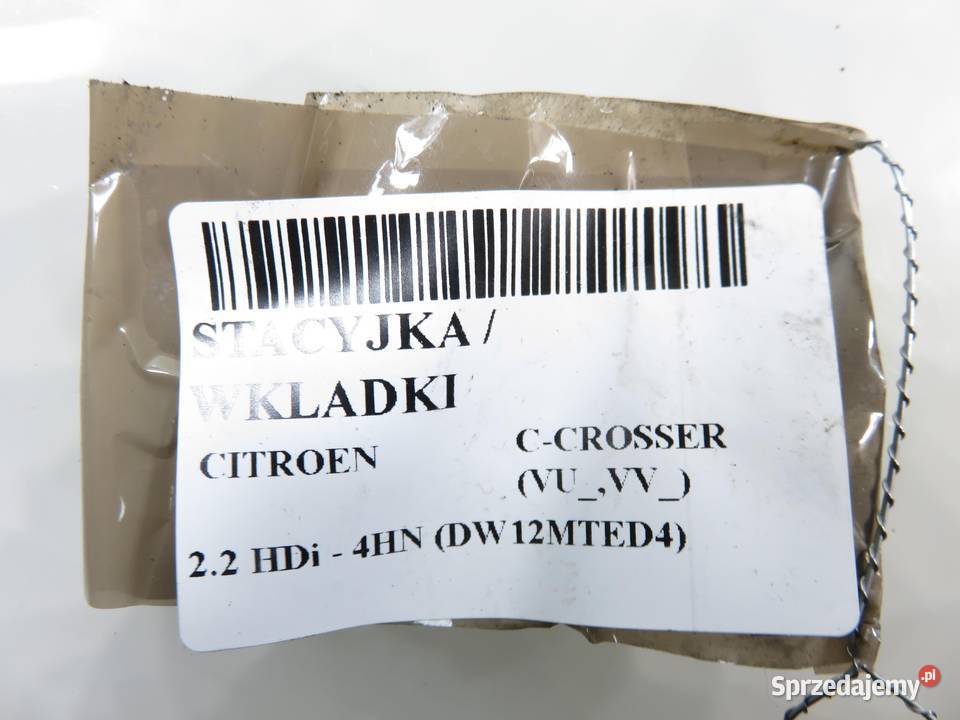 STACYJKA /
WKLADKI
CITROEN
C-CROSSER
(VU_,VV_)
2.2 HDi - 4HN (DW12MTED4)
Sprzedajemy.pl